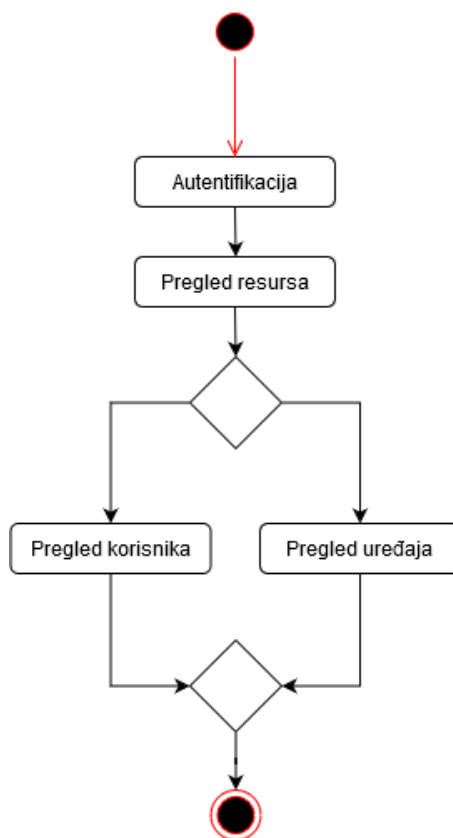 Autentifikacija
Pregled resursa
Pregled korisnika
Pregled uređaja